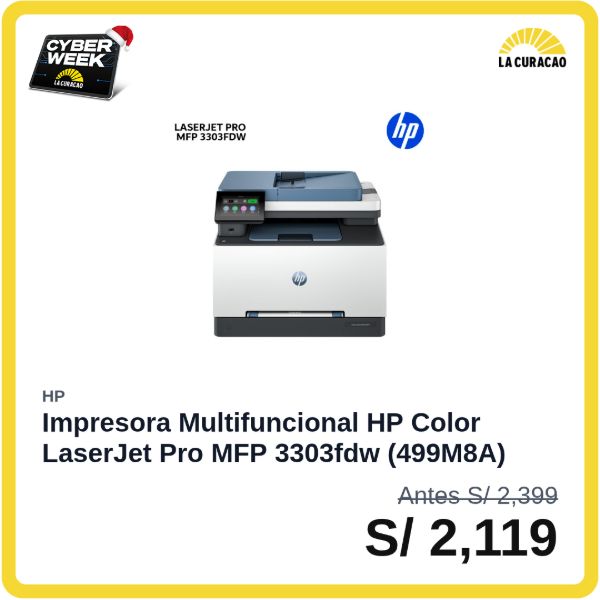 CYBER
WEEK
LA CURACAO
LA CURACAO
LASERJET PRO
MFP 3303FDW
hp
hp
HP
Impresora Multifuncional HP Color
LaserJet Pro MFP 3303fdw (499M8A)
Antes S/ 2,399
S/ 2,119